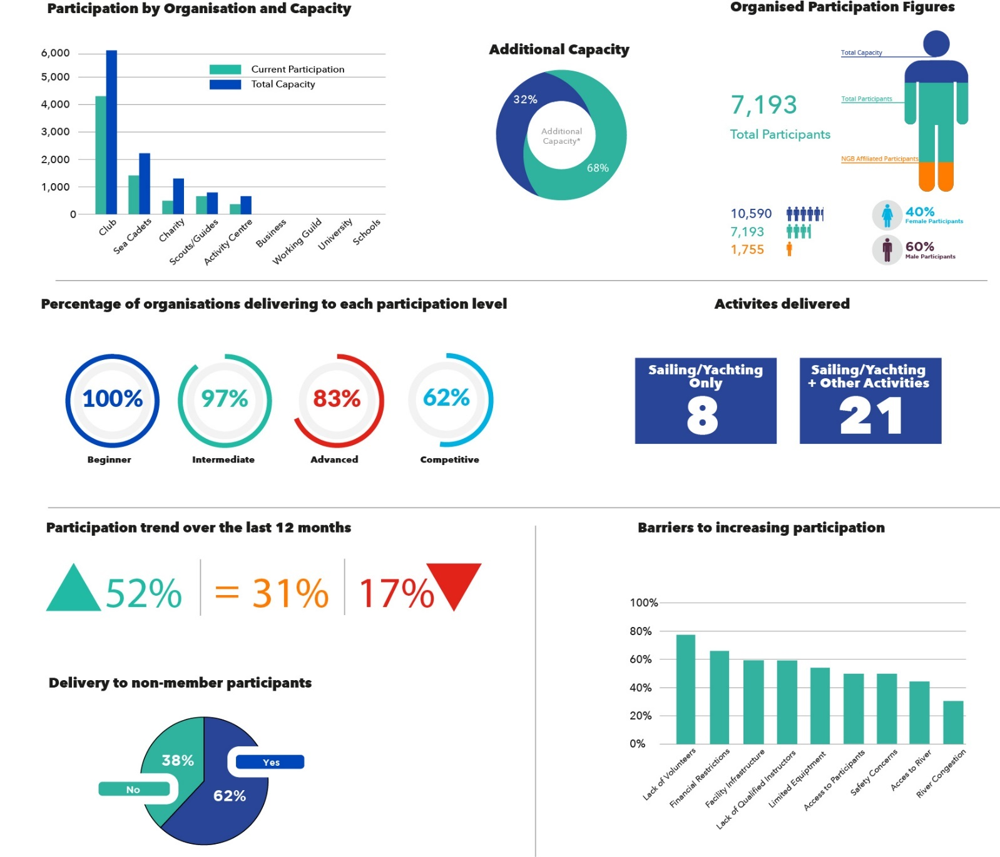 Participation by Organisation and Capacity
6,000
5,000
4,000
3,000
2,000
1,000
0
Current Participation
Total Capacity
Club
Sea Cadets
Charity
Scouts/Guides
Activity Centre
Business
Working Guild
University
Schools
Additional Capacity
32%
Additional
Capacity*
68%
Organised Participation Figures
7,193
Total Participants
Total Capacity
Total Participants
NGB Affiliated Participants
10,590
7,193
1,755
40%
Female Participants
60%
Male Participants
Percentage of organisations delivering to each participation level
100%
Beginner
97%
Intermediate
83%
Advanced
62%
Competitive
Activites delivered
Sailing/Yachting
Only
8
Sailing/Yachting
+ Other Activities
21
Participation trend over the last 12 months
52%
= 31%
17%
Delivery to non-member participants
38%
Yes
No
62%
Barriers to increasing participation
100%
80%
60%
40%
20%
0%
Lack of Volunteers
Financial Restrictions
Facility Infrastructure
Lack of Qualified Instructors
Limited Equiptment
Access to Participants
Safety Concerns
Acces to River
River Congestion